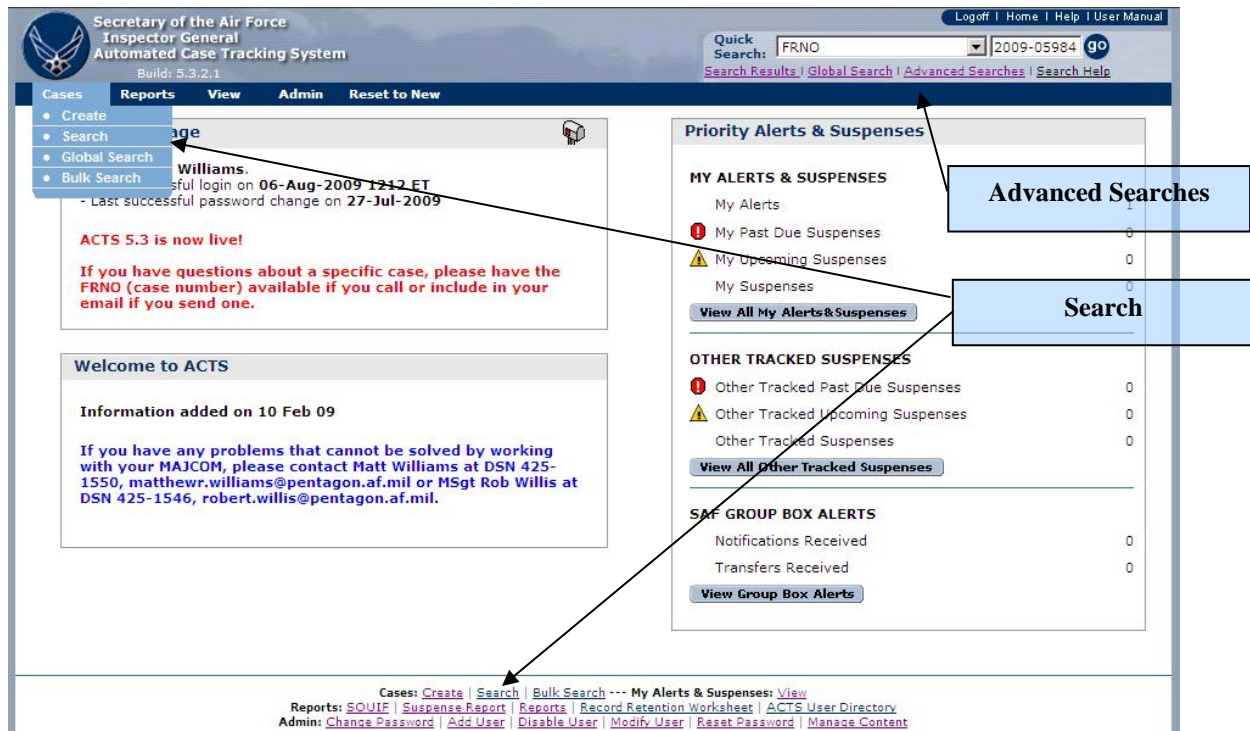 Secretary of the Air Force
Inspector General
Automated Case Tracking System
Build: 5.3.2.1
Logoff | Home | Help | User Manual
Quick Search: FRNO 2009-05984 go
Search Results | Global Search | Advanced Searches | Search Help
Cases Reports View Admin Reset to New
• Create
• Search
• Global Search
• Bulk Search
age
Williams.
sful login on 06-Aug-2009 1212 ET
- Last successful password change on 27-Jul-2009
ACTS 5.3 is now live!
If you have questions about a specific case, please have the
FRNO (case number) available if you call or include in your
email if you send one.
Welcome to ACTS
Information added on 10 Feb 09
If you have any problems that cannot be solved by working
with your MAJCOM, please contact Matt Williams at DSN 425-
1550, matthewr.williams@pentagon.af.mil or MSgt Rob Willis at
DSN 425-1546, robert.willis@pentagon.af.mil.
Priority Alerts & Suspenses
MY ALERTS & SUSPENSES
My Alerts 1
My Past Due Suspenses 0
My Upcoming Suspenses 0
My Suspenses 0
View All My Alerts&Suspenses
OTHER TRACKED SUSPENSES
Other Tracked Past Due Suspenses 0
Other Tracked Upcoming Suspenses 0
Other Tracked Suspenses 0
View All Other Tracked Suspenses
SAF GROUP BOX ALERTS
Notifications Received 0
Transfers Received 0
View Group Box Alerts
Advanced Searches
Search
Cases: Create | Search | Bulk Search --- My Alerts & Suspenses: View
Reports: SOUIF | Suspense Report | Reports | Record Retention Worksheet | ACTS User Directory
Admin: Change Password | Add User | Disable User | Modify User | Reset Password | Manage Content